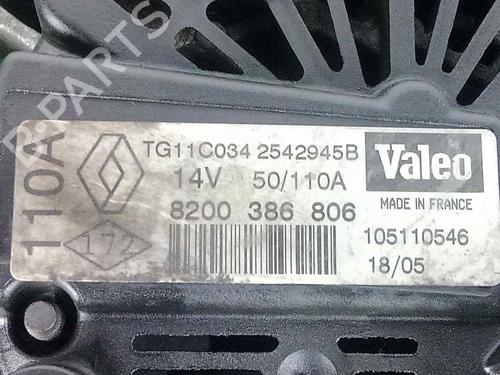 B-PARTS
110A
TG11C034 2542945B
14V 50/110A
8200 386 806
172
Valeo
MADE IN FRANCE
105110546
18/05